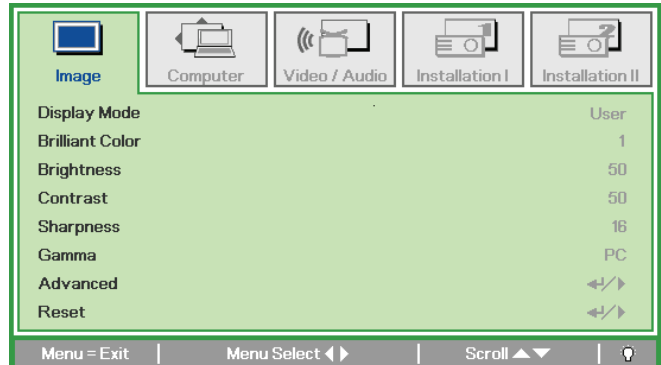 Image Computer Video / Audio Installation I Installation II
Display Mode User
Brilliant Color 1
Brightness 50
Contrast 50
Sharpness 16
Gamma PC
Advanced
Reset
Menu = Exit Menu Select Scroll